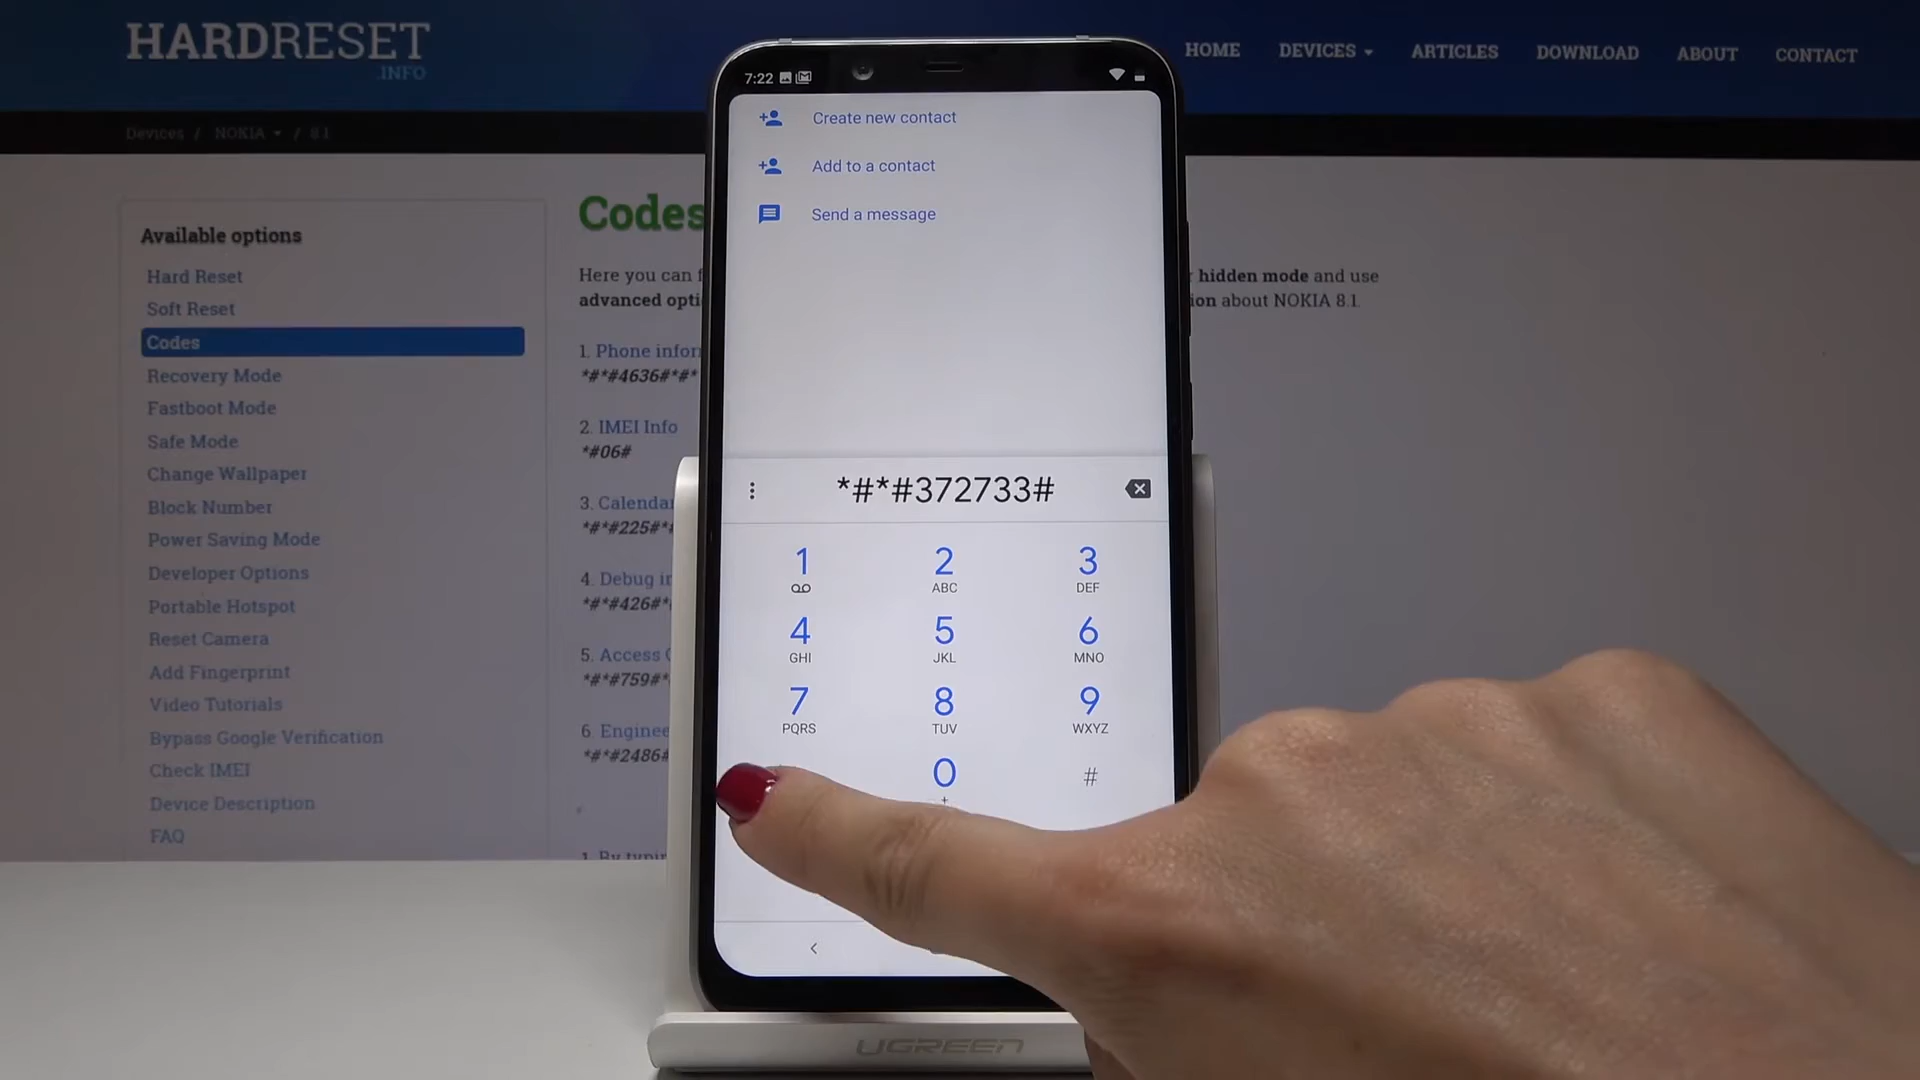 HARDRESET
.INFO
HOME DEVICES ARTICLES DOWNLOAD ABOUT CONTACT
Devices / NOKIA / 8.1
Available options
Hard Reset
Soft Reset
Codes
Recovery Mode
Fastboot Mode
Safe Mode
Change Wallpaper
Block Number
Power Saving Mode
Developer Options
Portable Hotspot
Reset Camera
Add Fingerprint
Video Tutorials
Bypass Google Verification
Check IMEI
Device Description
FAQ
Codes
Here you can
hidden mode and use
advanced
about NOKIA 8.1.
1. Phone
*#*#4636#*#*
2. IMEI Info
*#06#
3. Calendar
*#*#225#*
4. Debug
*#*#426#*
5. Access
*#*#759#*
6.
*#*#2486#
1. By
7:22
Create new contact
Add to a contact
Send a message
*#*#372733#
1 2 3
ABC DEF
4 5 6
GHI JKL MNO
7 8 9
PQRS TUV WXYZ
0 #
+
UGREEN